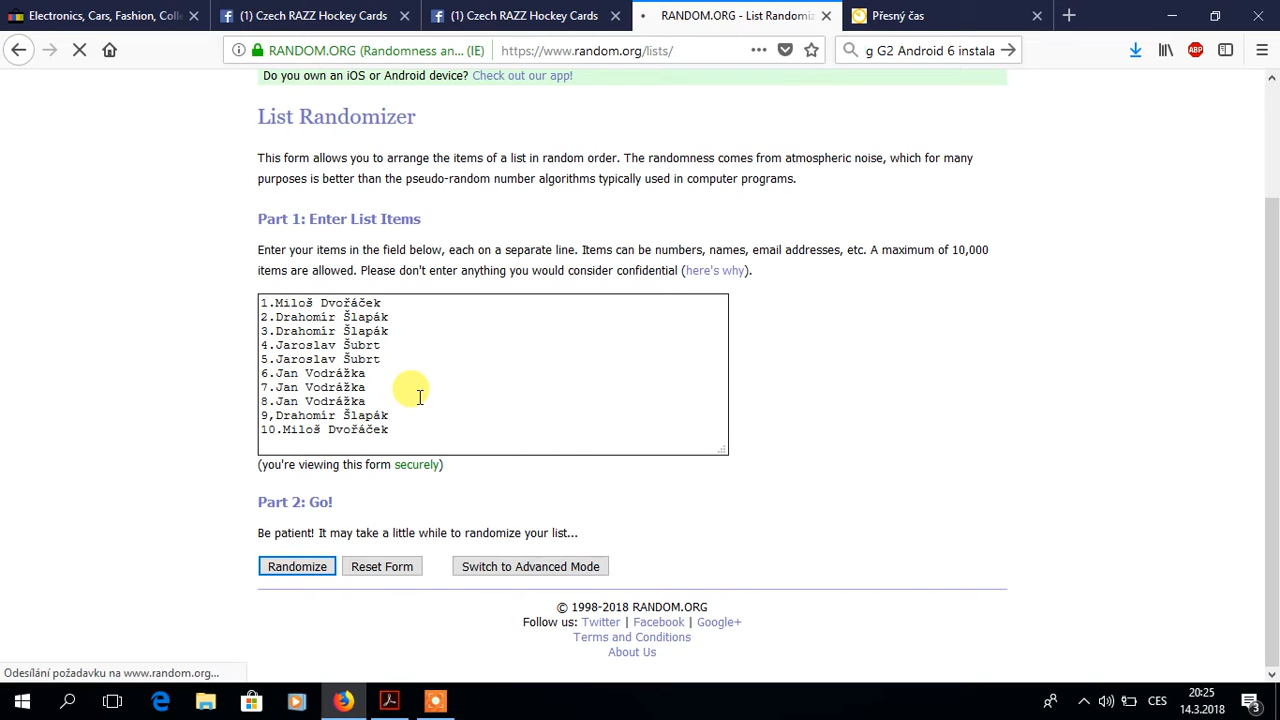 Electronics, Cars, Fashion, Coll
(1) Czech RAZZ Hockey Cards
(1) Czech RAZZ Hockey Cards
RANDOM.ORG - List Randomiz
Přesný čas
RANDOM.ORG (Randomness an... (IE)
https://www.random.org/lists/
g G2 Android 6 instala
ABP
Do you own an iOS or Android device? Check out our app!
List Randomizer
This form allows you to arrange the items of a list in random order. The randomness comes from atmospheric noise, which for many
purposes is better than the pseudo-random number algorithms typically used in computer programs.
Part 1: Enter List Items
Enter your items in the field below, each on a separate line. Items can be numbers, names, email addresses, etc. A maximum of 10,000
items are allowed. Please don't enter anything you would consider confidential (here's why).
1.Miloš Dvořáček
2.Drahomír Šlapák
3.Drahomír Šlapák
4.Jaroslav Šubrt
5.Jaroslav Šubrt
6.Jan Vodrážka
7.Jan Vodrážka
8.Jan Vodrážka
9,Drahomír Šlapák
10.Miloš Dvořáček
(you're viewing this form securely)
Part 2: Go!
Be patient! It may take a little while to randomize your list...
Randomize
Reset Form
Switch to Advanced Mode
© 1998-2018 RANDOM.ORG
Follow us: Twitter | Facebook | Google+
Terms and Conditions
About Us
Odesílání požadavku na www.random.org...
CES
20:25
14.3.2018
3